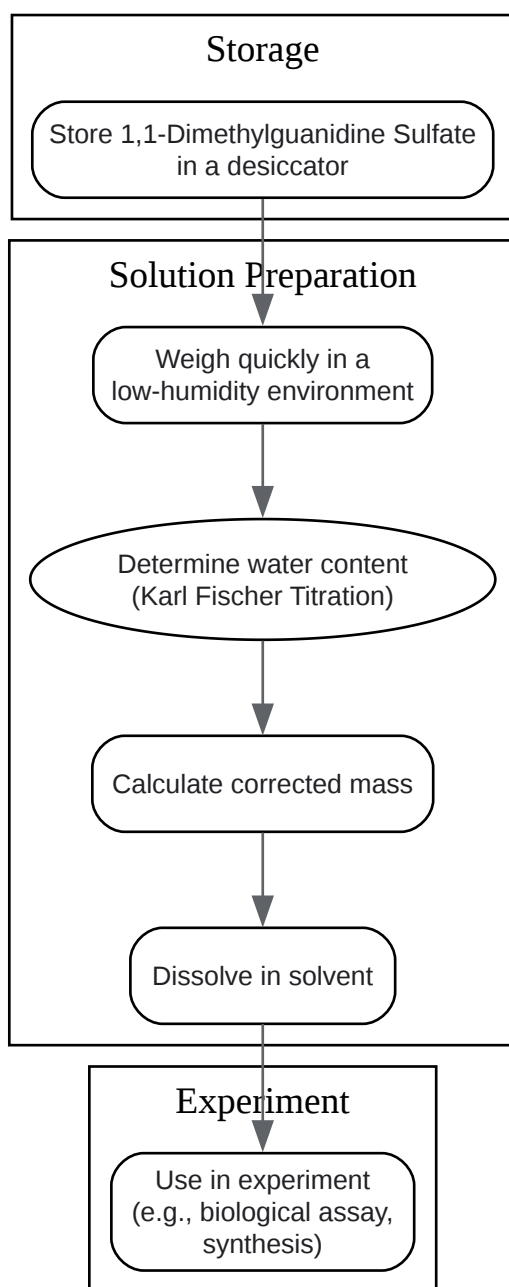 Storage
Store 1,1-Dimethylguanidine Sulfate
in a desiccator
Solution Preparation
Weigh quickly in a
low-humidity environment
Determine water content
(Karl Fischer Titration)
Calculate corrected mass
Dissolve in solvent
Experiment
Use in experiment
(e.g., biological assay,
synthesis)